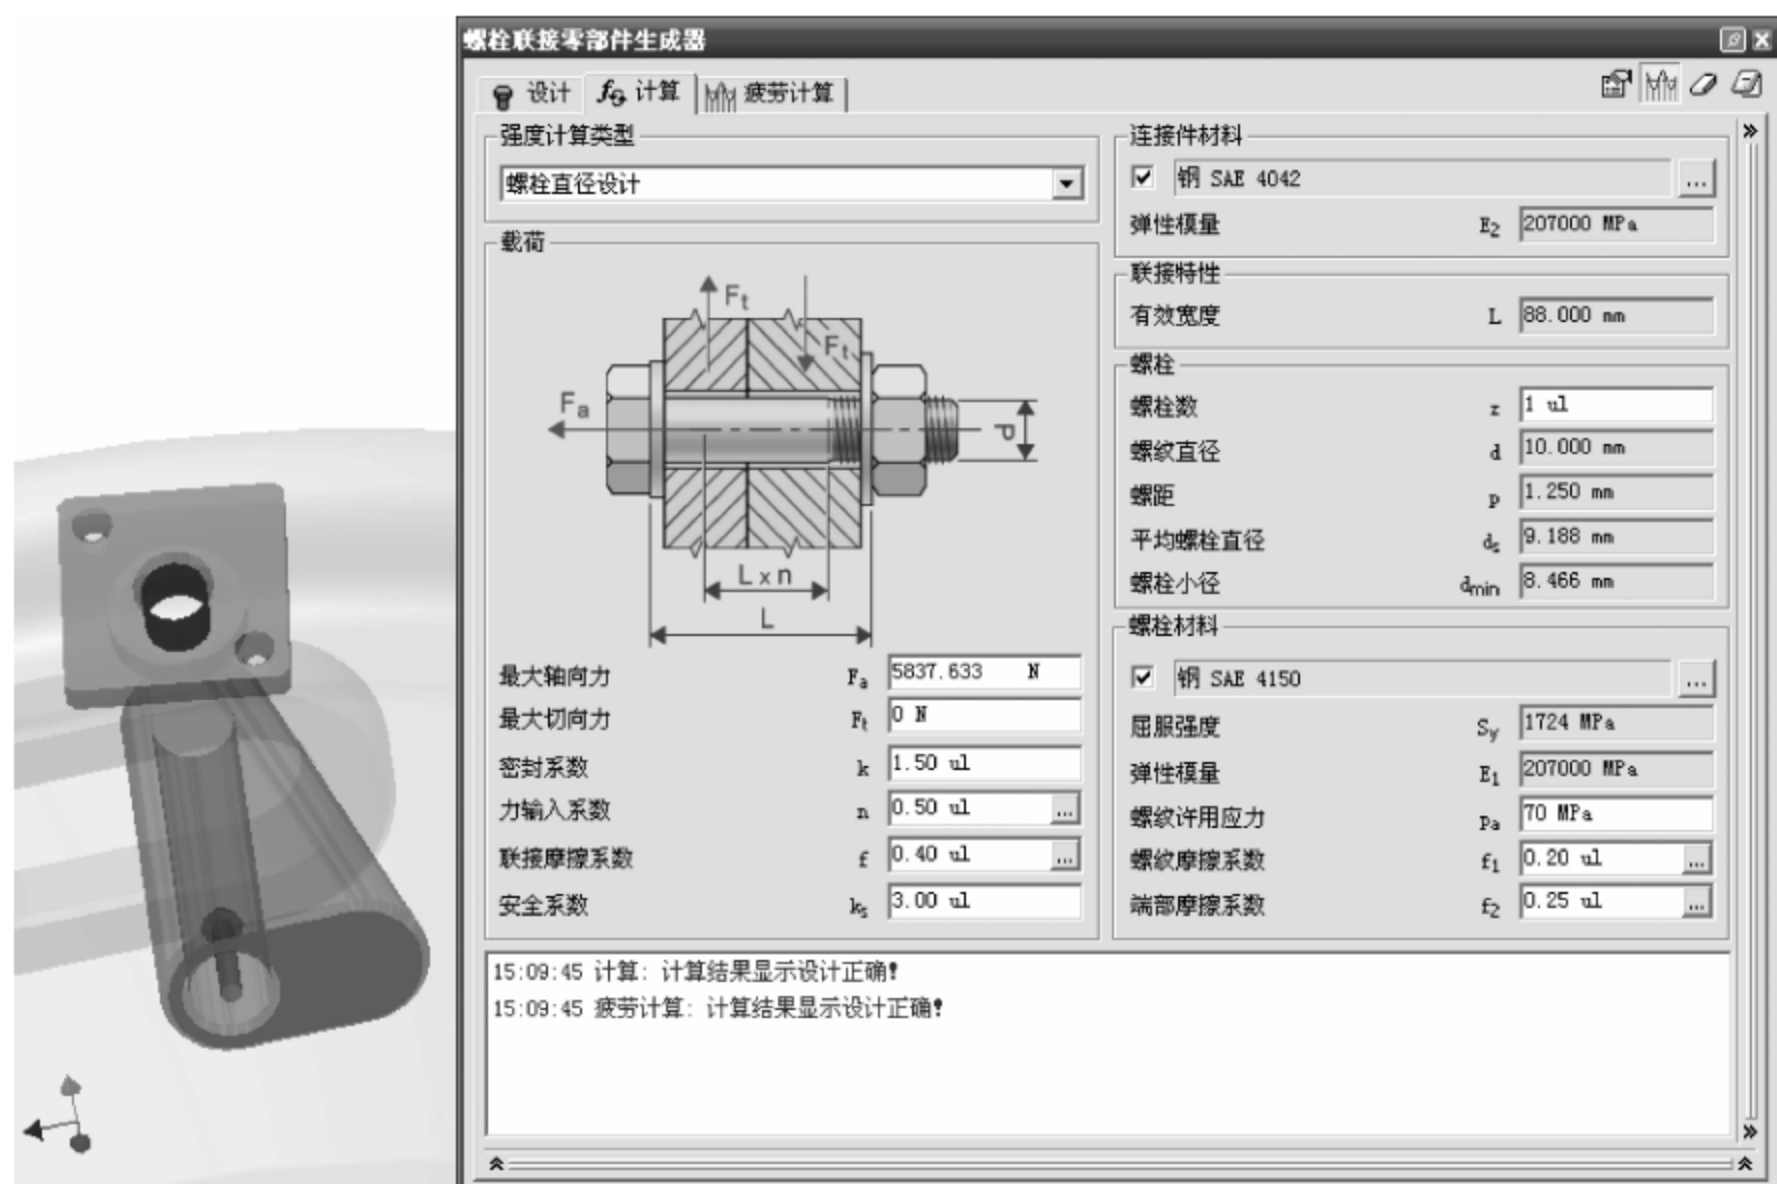 螺栓联接零部件生成器
设计 计算 疲劳计算
强度计算类型
螺栓直径设计
载荷
Ft
Ft
Fa
d
L x n
L
最大轴向力 Fa 5837.633 N
最大切向力 Ft 0 N
密封系数 k 1.50 ul
力输入系数 n 0.50 ul ...
联接摩擦系数 f 0.40 ul ...
安全系数 ks 3.00 ul
连接件材料
钢 SAE 4042 ...
弹性模量 E2 207000 MPa
联接特性
有效宽度 L 88.000 mm
螺栓
螺栓数 z 1 ul
螺纹直径 d 10.000 mm
螺距 p 1.250 mm
平均螺栓直径 ds 9.188 mm
螺栓小径 dmin 8.466 mm
螺栓材料
钢 SAE 4150 ...
屈服强度 Sy 1724 MPa
弹性模量 E1 207000 MPa
螺纹许用应力 Pa 70 MPa
螺纹摩擦系数 f1 0.20 ul ...
端部摩擦系数 f2 0.25 ul ...
15:09:45 计算: 计算结果显示设计正确!
15:09:45 疲劳计算: 计算结果显示设计正确!